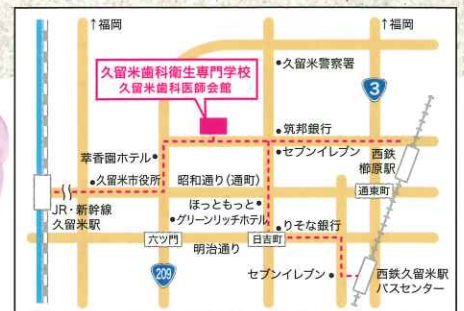 ↑福岡
↑福岡
久留米歯科衛生専門学校
久留米歯科医師会館
久留米警察署
3
筑邦銀行
セブンイレブン
西鉄
櫛原駅
萃香園ホテル
久留米市役所
昭和通り(通町)
通東町
JR・新幹線
久留米駅
ほっともっと
グリーンリッチホテル
りそな銀行
六ツ門
明治通り
日吉町
209
セブンイレブン
西鉄久留米駅
バスセンター